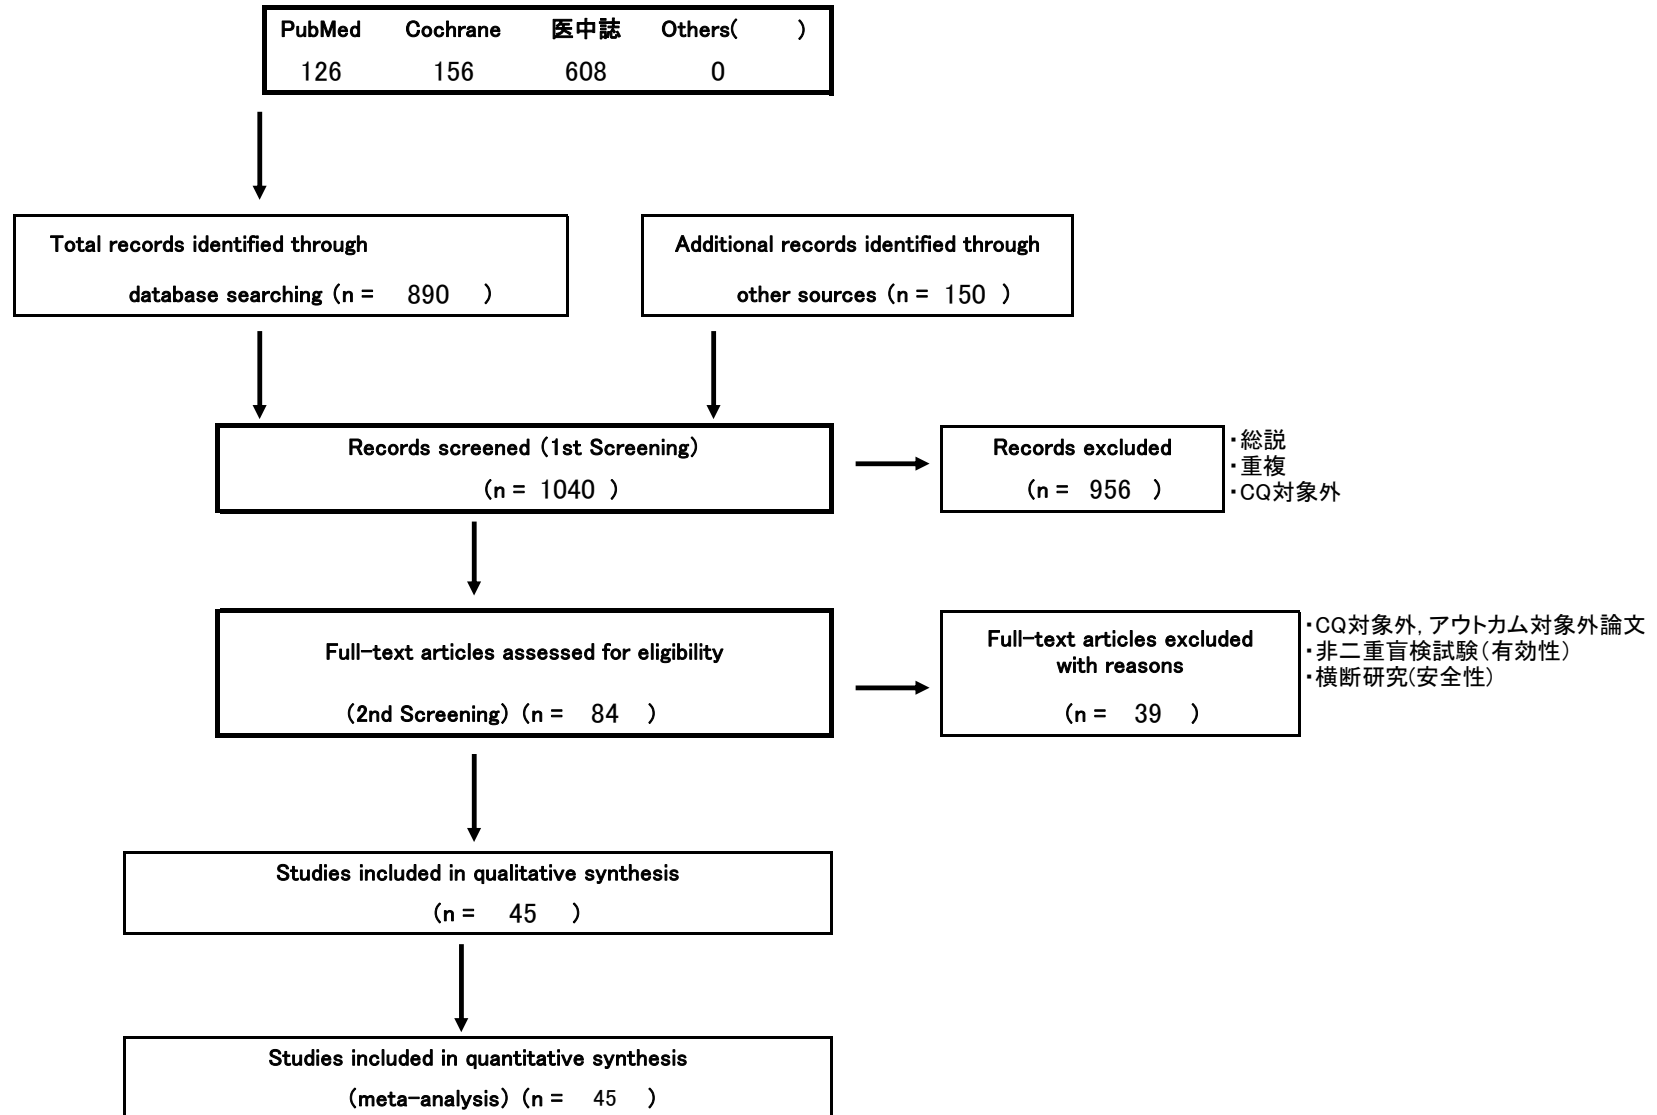 PubMed Cochrane 医中誌 Others( )
126 156 608 0
Total records identified through
database searching (n = 890 )
Additional records identified through
other sources (n = 150 )
Records screened (1st Screening)
(n = 1040 )
Records excluded
(n = 956 )
・総説
・重複
・CQ対象外
Full-text articles assessed for eligibility
(2nd Screening) (n = 84 )
Full-text articles excluded
with reasons
(n = 39 )
・CQ対象外, アウトカム対象外論文
・非二重盲検試験(有効性)
・横断研究(安全性)
Studies included in qualitative synthesis
(n = 45 )
Studies included in quantitative synthesis
(meta-analysis) (n = 45 )